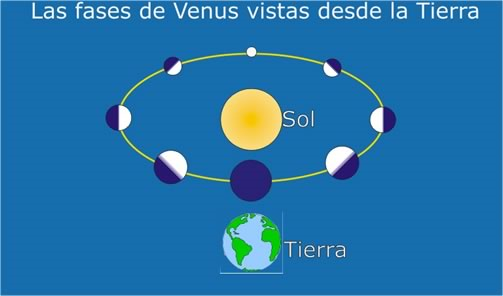 Las fases de Venus vistas desde la Tierra
Sol
Tierra